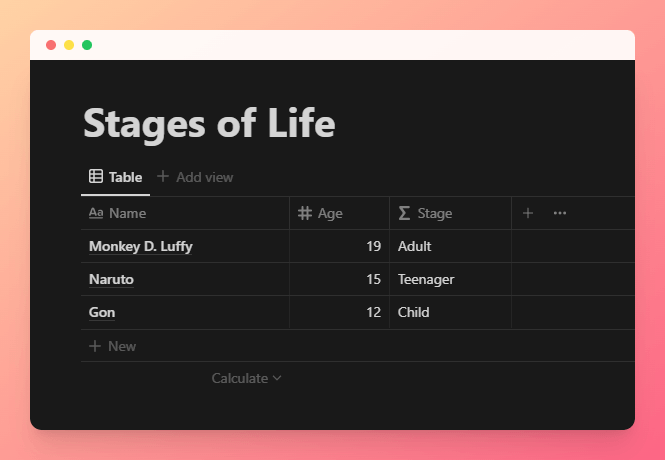 Stages of Life
Table + Add view
Aa Name # Age Σ Stage + ...
Monkey D. Luffy 19 Adult
Naruto 15 Teenager
Gon 12 Child
+ New
Calculate